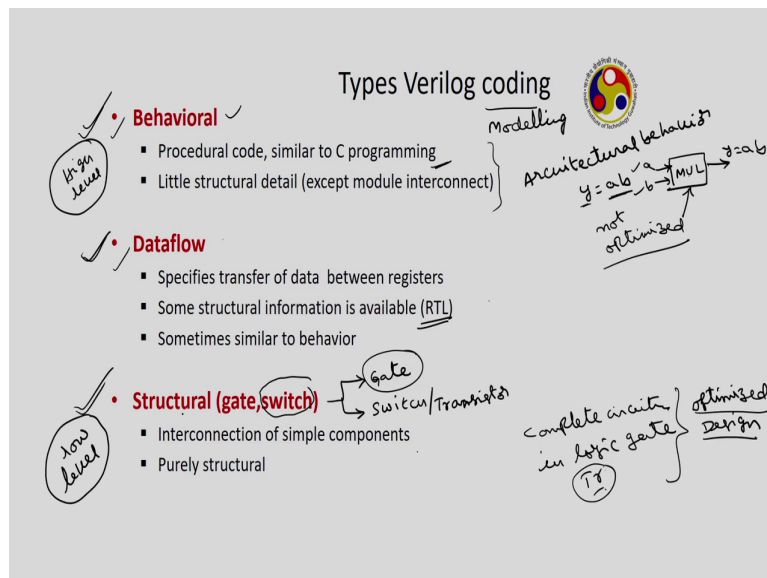 Types Verilog coding
Modelling
• Behavioral
▪ Procedural code, similar to C programming
▪ Little structural detail (except module interconnect)
High level
Architectural behavior
y = ab
a
b
MUL
y=ab
not
optimized
• Dataflow
▪ Specifies transfer of data between registers
▪ Some structural information is available (RTL)
▪ Sometimes similar to behavior
• Structural (gate,switch)
Gate
Switch/Transistor
▪ Interconnection of simple components
▪ Purely structural
low
level
Complete circuit
in logic gate
Tr
optimized
Design